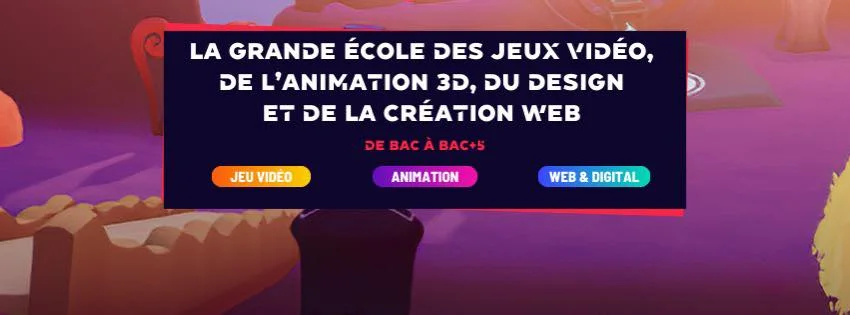 LA GRANDE ÉCOLE DES JEUX VIDÉO,
DE L'ANIMATION 3D, DU DESIGN
ET DE LA CRÉATION WEB
DE BAC À BAC+5
JEU VIDÉO
ANIMATION
WEB & DIGITAL